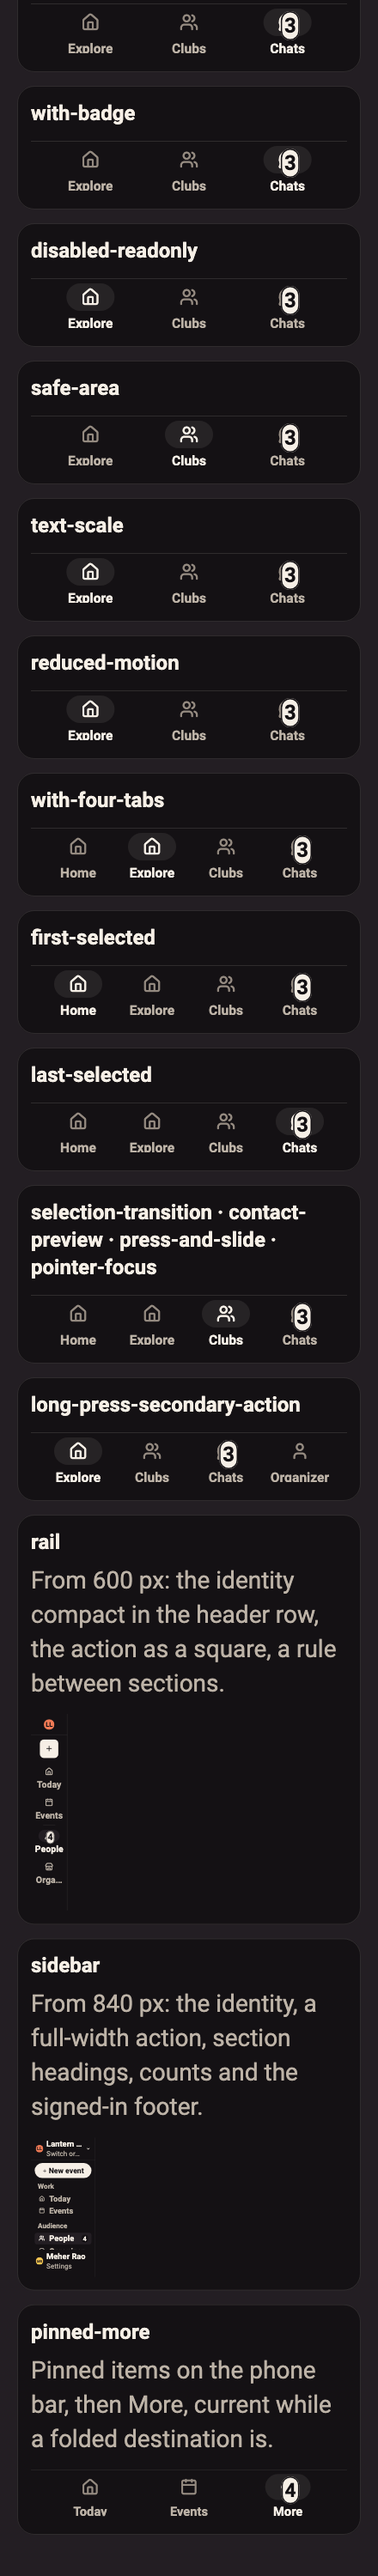 3
Explore Clubs Chats
with-badge
3
Explore Clubs Chats
disabled-readonly
3
Explore Clubs Chats
safe-area
3
Explore Clubs Chats
text-scale
3
Explore Clubs Chats
reduced-motion
3
Explore Clubs Chats
with-four-tabs
3
Home Explore Clubs Chats
first-selected
3
Home Explore Clubs Chats
last-selected
3
Home Explore Clubs Chats
selection-transition · contact-
preview · press-and-slide ·
pointer-focus
3
Home Explore Clubs Chats
long-press-secondary-action
3
Explore Clubs Chats Organizer
rail
From 600 px: the identity
compact in the header row,
the action as a square, a rule
between sections.
LL
+
Today
Events
4
People
Orga...
sidebar
From 840 px: the identity, a
full-width action, section
headings, counts and the
signed-in footer.
LL Lantern ...
Switch or...
+ New event
Work
Today
Events
Audience
People 4
Meher Rao
Settings
pinned-more
Pinned items on the phone
bar, then More, current while
a folded destination is.
4
Today Events More